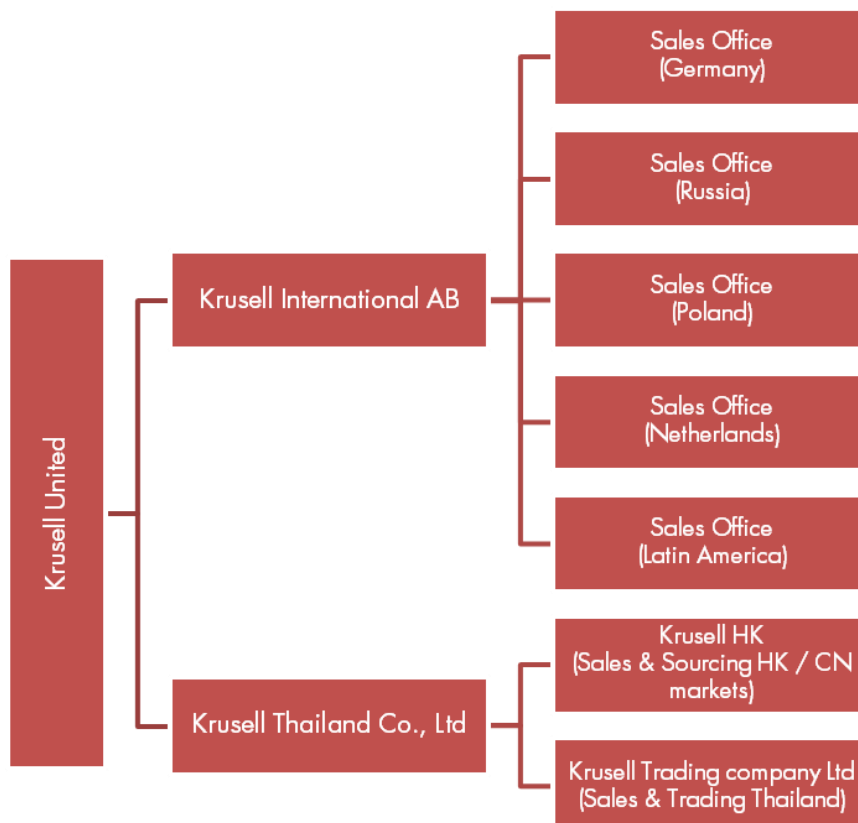 Krusell United
Krusell International AB
Sales Office
(Germany)
Sales Office
(Russia)
Sales Office
(Poland)
Sales Office
(Netherlands)
Sales Office
(Latin America)
Krusell Thailand Co., Ltd
Krusell HK
(Sales & Sourcing HK / CN
markets)
Krusell Trading company Ltd
(Sales & Trading Thailand)